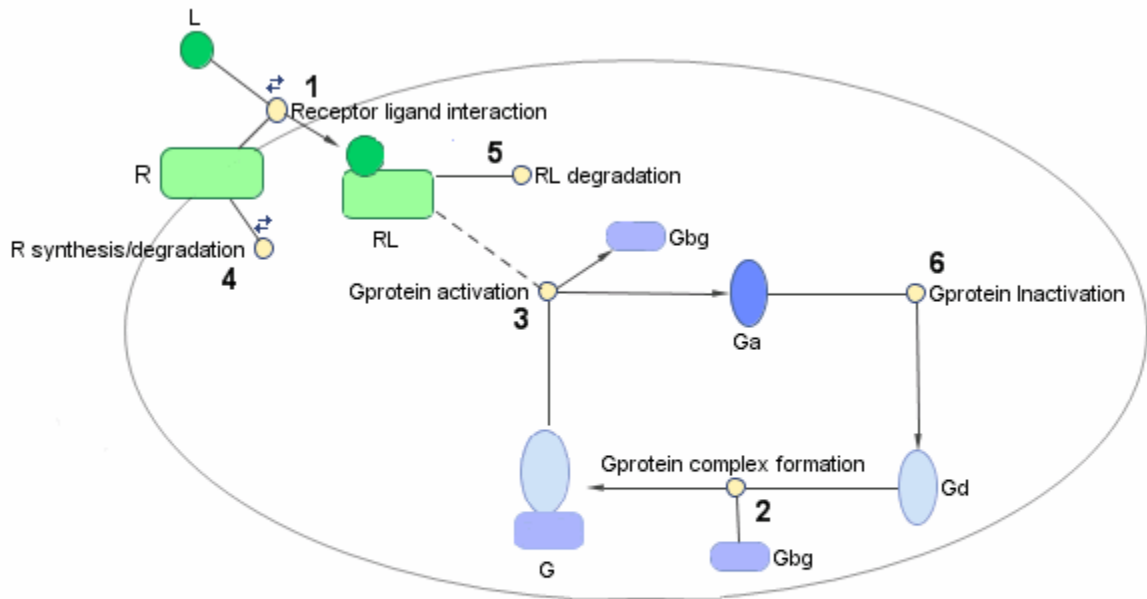 L
1
Receptor ligand interaction
R
5
RL degradation
RL
R synthesis/degradation
4
Gbg
6
Gprotein activation
3
Gprotein Inactivation
Ga
Gprotein complex formation
Gd
2
Gbg
G